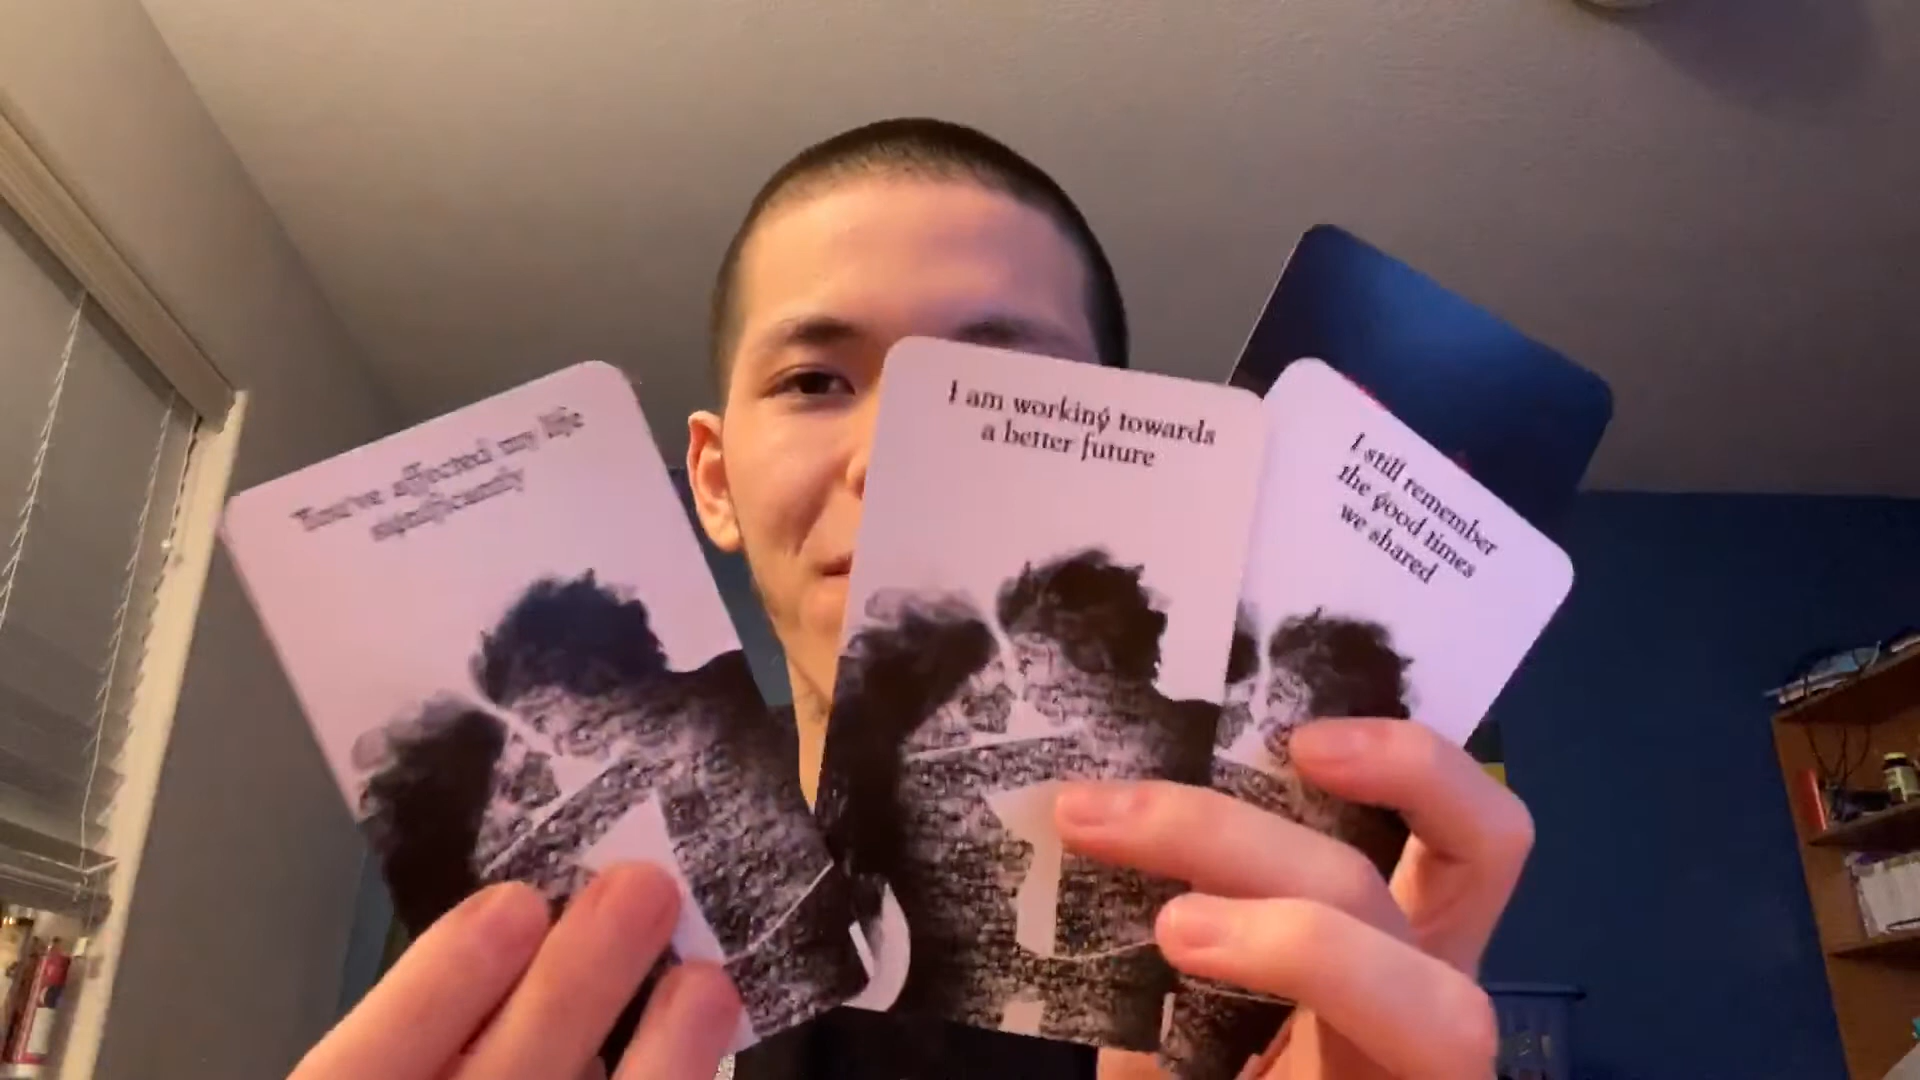 You've affected my life
significantly
I am working towards
a better future
I still remember
the good times
we shared